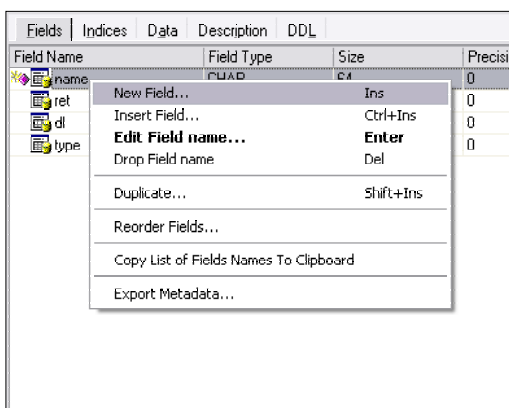 Fields Indices Data Description DDL
Field Name Field Type Size Precisi
name CHAR 64 0
ret 0
dl 0
type 0
New Field... Ins
Insert Field... Ctrl+Ins
Edit Field name... Enter
Drop Field name Del
Duplicate... Shift+Ins
Reorder Fields...
Copy List of Fields Names To Clipboard
Export Metadata...